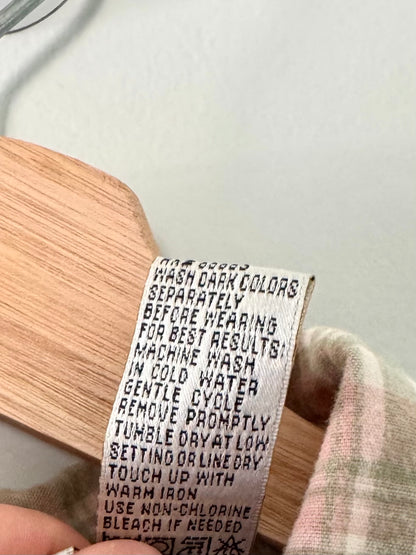 WASH DARK COLORS
SEPARATELY
BEFORE WEARING
FOR BEST RESULTS:
MACHINE WASH
IN COLD WATER
GENTLE CYCLE
REMOVE PROMPTLY
TUMBLE DRY AT LOW
SETTING OR LINE DRY
TOUCH UP WITH
WARM IRON
USE NON-CHLORINE
BLEACH IF NEEDED